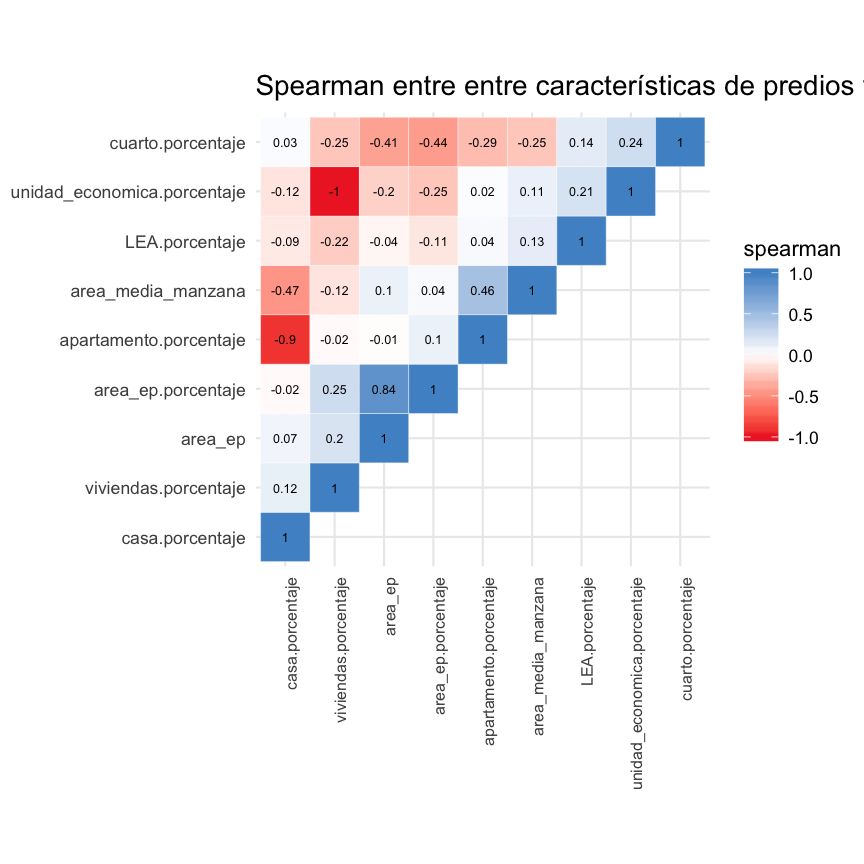 Spearman entre entre características de predios
cuarto.porcentaje 0.03 -0.25 -0.41 -0.44 -0.29 -0.25 0.14 0.24 1
unidad_economica.porcentaje -0.12 -1 -0.2 -0.25 0.02 0.11 0.21 1
LEA.porcentaje -0.09 -0.22 -0.04 -0.11 0.04 0.13 1
area_media_manzana -0.47 -0.12 0.1 0.04 0.46 1
apartamento.porcentaje -0.9 -0.02 -0.01 0.1 1
area_ep.porcentaje -0.02 0.25 0.84 1
area_ep 0.07 0.2 1
viviendas.porcentaje 0.12 1
casa.porcentaje 1
casa.porcentaje
viviendas.porcentaje
area_ep
area_ep.porcentaje
apartamento.porcentaje
area_media_manzana
LEA.porcentaje
unidad_economica.porcentaje
cuarto.porcentaje
spearman
1.0
0.5
0.0
-0.5
-1.0